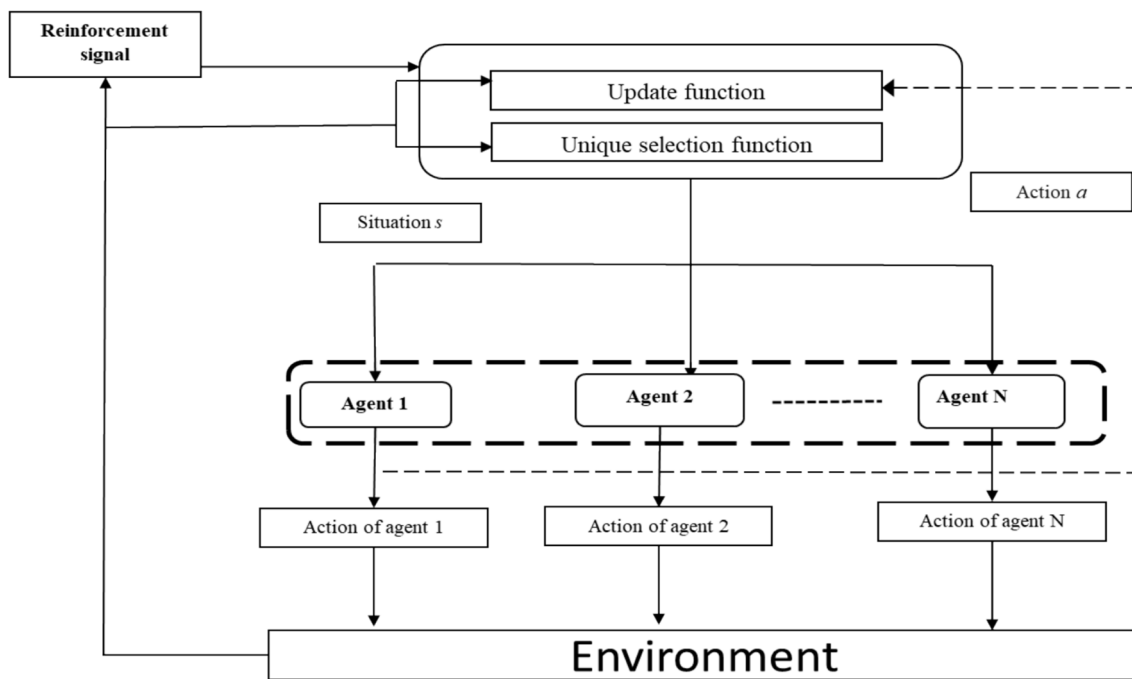 Reinforcement
signal
Update function
Unique selection function
Action a
Situation s
Agent 1
Agent 2
Agent N
Action of agent 1
Action of agent 2
Action of agent N
Environment